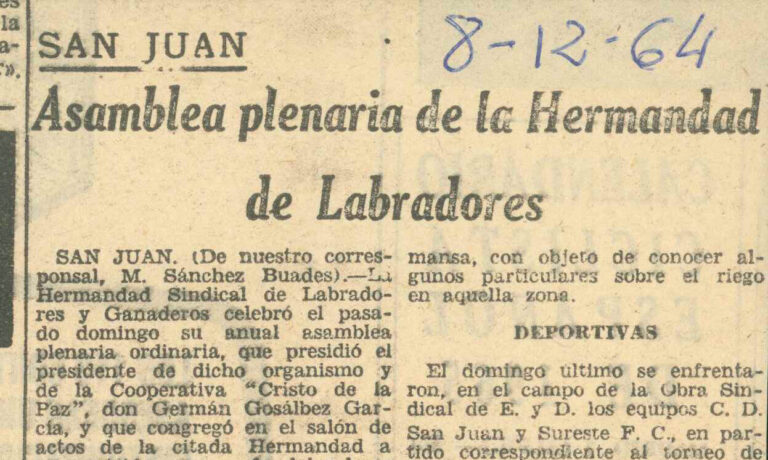 la
».
SAN JUAN
8-12-64
Asamblea plenaria de la Hermandad
de Labradores
SAN JUAN. (De nuestro corres-
ponsal, M. Sánchez Buades).—La
Hermandad Sindical de Labrado-
res y Ganaderos celebró el pasa-
do domingo su anual asamblea
plenaria ordinaria, que presidió el
presidente de dicho organismo y
de la Cooperativa "Cristo de la
Paz", don Germán Gosálbez Gar-
cía, y que congregó en el salón de
actos de la citada Hermandad a
mansa, con objeto de conocer al-
gunos particulares sobre el riego
en aquella zona.
DEPORTIVAS
El domingo último se enfrenta-
ron, en el campo de la Obra Sin-
dical de E. y D. los equipos C. D.
San Juan y Sureste F. C., en par-
tido correspondiente al torneo de